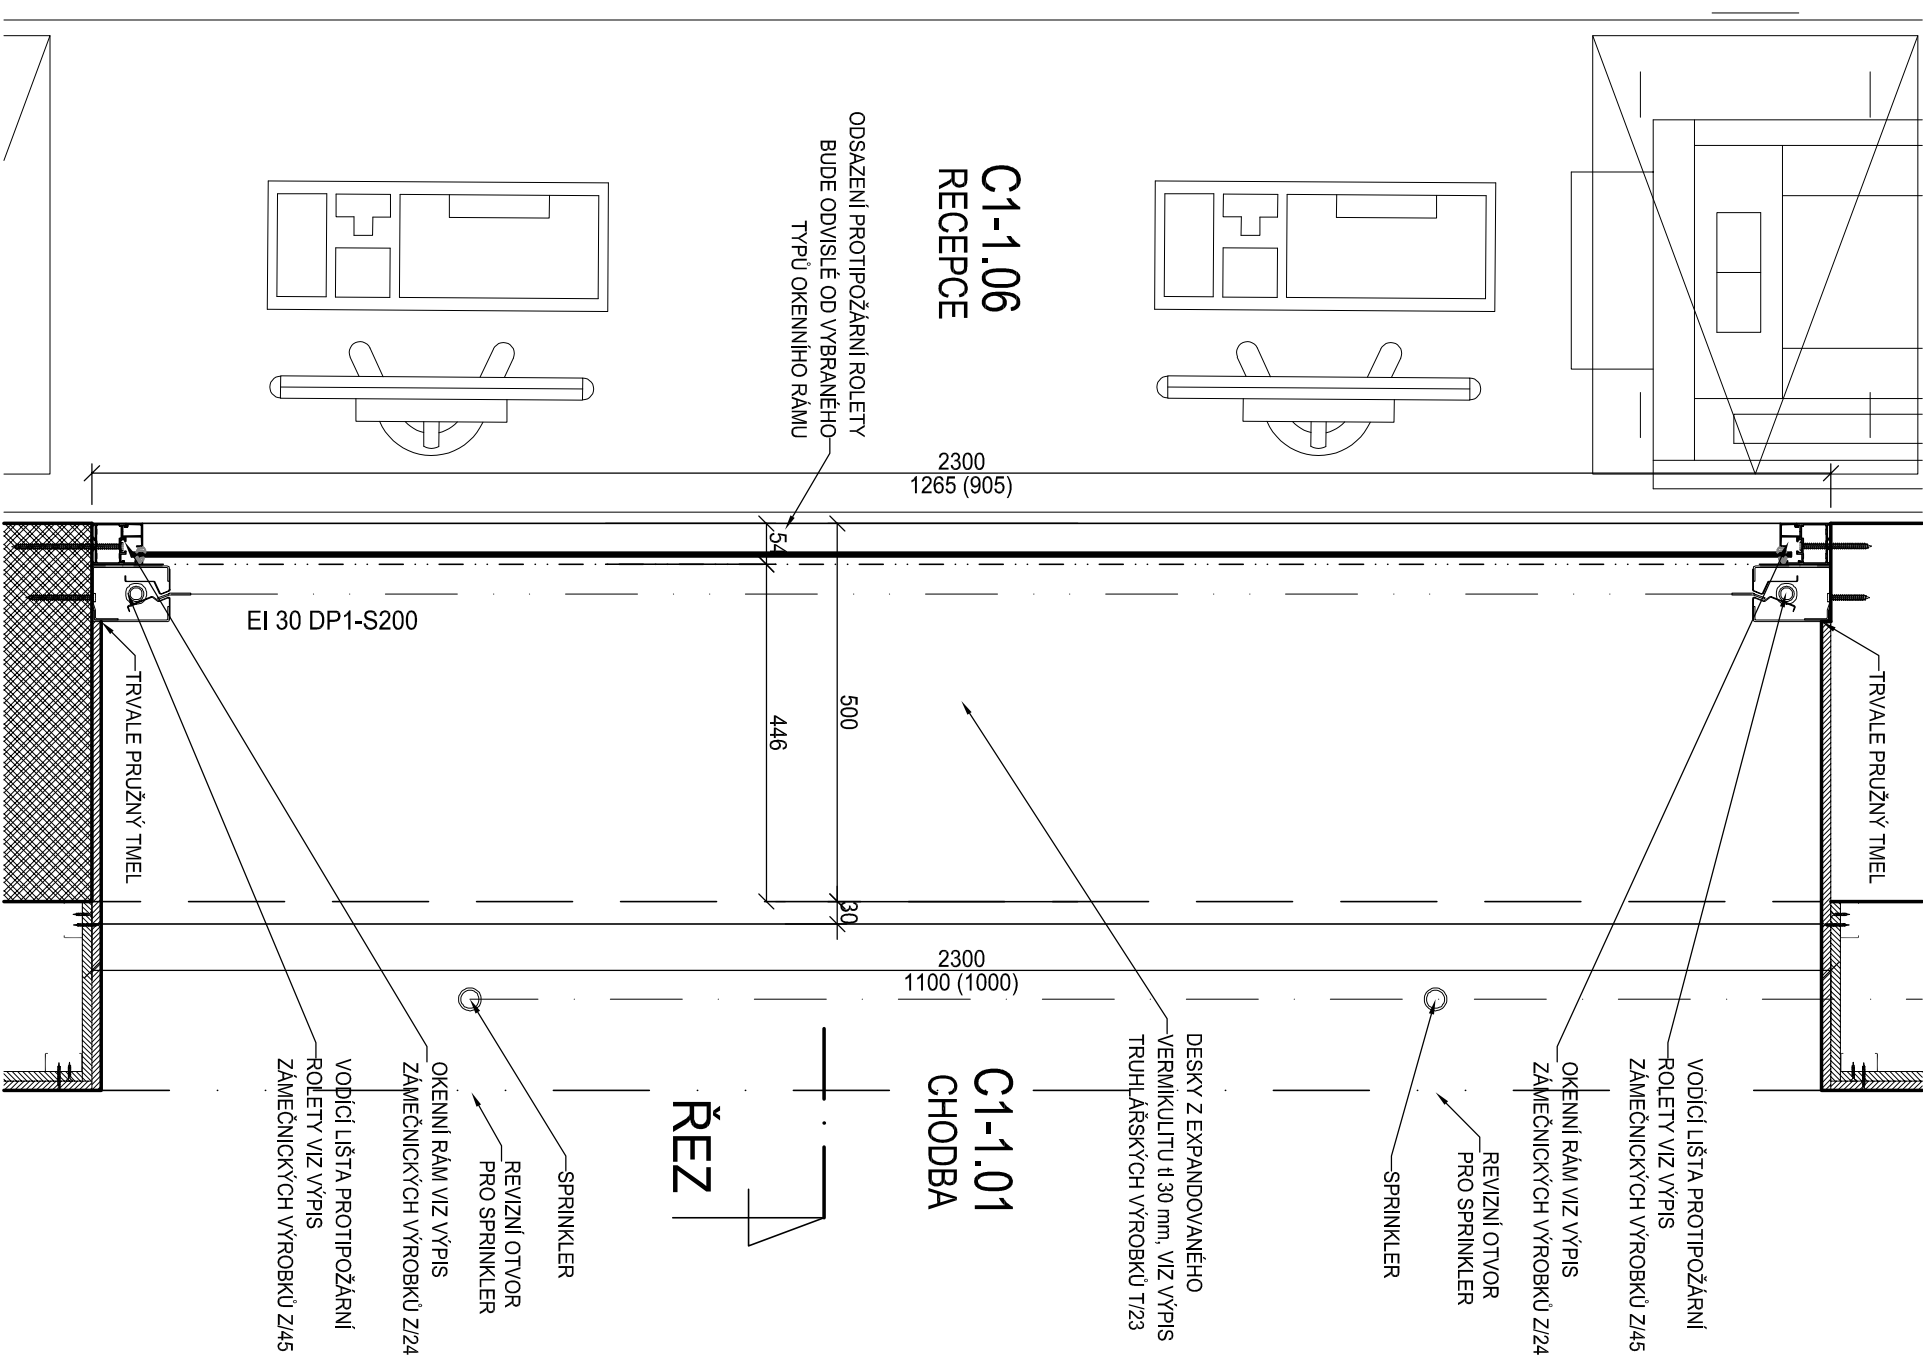 C1-1.06
RECEPCE
ODSAZENÍ PROTIPOŽÁRNÍ ROLETY
BUDE ODVISLÉ OD VYBRANÉHO
TYPU OKENNÍHO RÁMU
2300
1265 (905)
54
EI 30 DP1-S200
500
446
30
TRVALE PRUŽNÝ TMEL
TRVALE PRUŽNÝ TMEL
2300
1100 (1000)
C1-1.01
CHODBA
ŘEZ
VODÍCÍ LIŠTA PROTIPOŽÁRNÍ
ROLETY VIZ VÝPIS
ZÁMEČNICKÝCH VÝROBKŮ Z/45
OKENNÍ RÁM VIZ VÝPIS
ZÁMEČNICKÝCH VÝROBKŮ Z/24
REVIZNÍ OTVOR
PRO SPRINKLER
SPRINKLER
DESKY Z EXPANDOVANÉHO
VERMIKULITU tl 30 mm, VIZ VÝPIS
TRUHLÁŘSKÝCH VÝROBKŮ T/23
SPRINKLER
REVIZNÍ OTVOR
PRO SPRINKLER
OKENNÍ RÁM VIZ VÝPIS
ZÁMEČNICKÝCH VÝROBKŮ Z/24
VODÍCÍ LIŠTA PROTIPOŽÁRNÍ
ROLETY VIZ VÝPIS
ZÁMEČNICKÝCH VÝROBKŮ Z/45